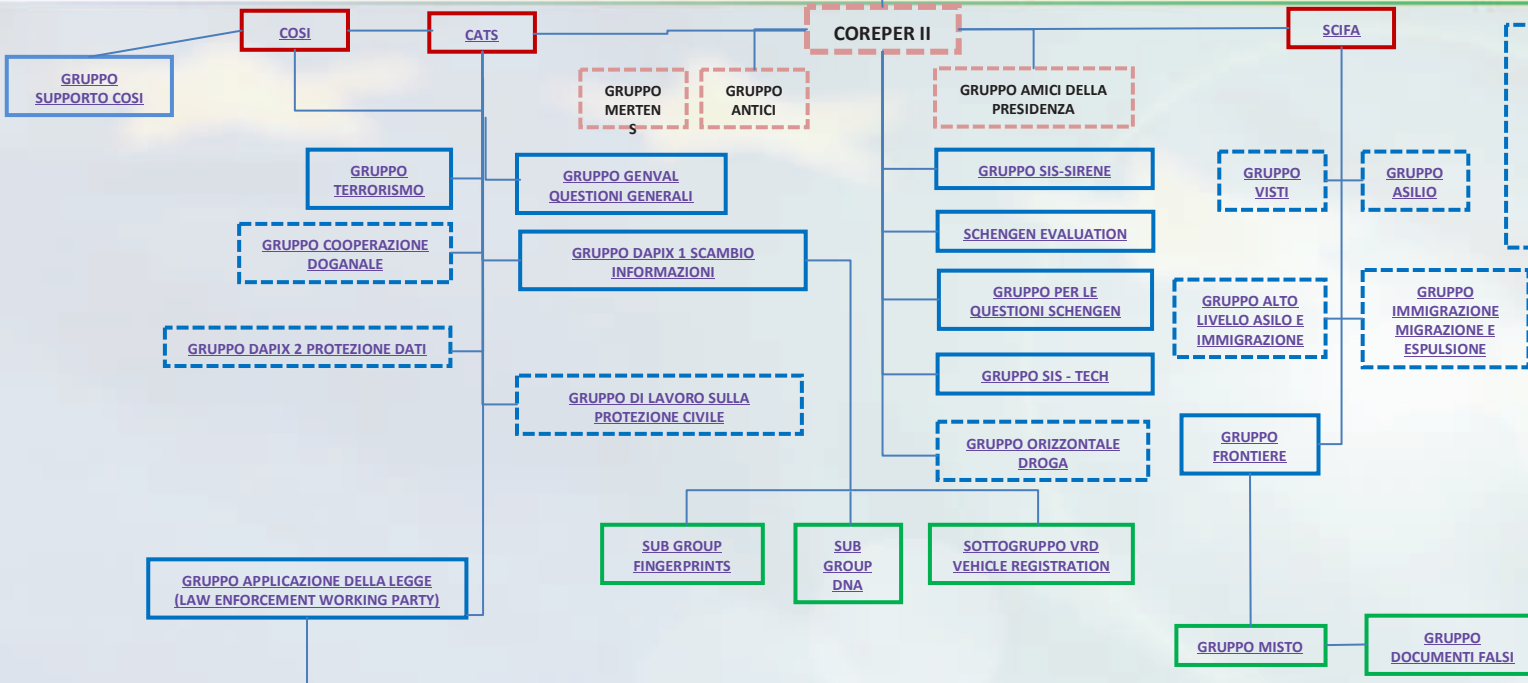 COSI
CATS
COREPER II
SCIFA
GRUPPO
SUPPORTO COSI
GRUPPO
MERTEN
S
GRUPPO
ANTICI
GRUPPO AMICI DELLA
PRESIDENZA
GRUPPO
TERRORISMO
GRUPPO GENVAL
QUESTIONI GENERALI
GRUPPO SIS-SIRENE
GRUPPO
VISTI
GRUPPO
ASILIO
GRUPPO COOPERAZIONE
DOGANALE
GRUPPO DAPIX 1 SCAMBIO
INFORMAZIONI
SCHENGEN EVALUATION
GRUPPO PER LE
QUESTIONI SCHENGEN
GRUPPO ALTO
LIVELLO ASILO E
IMMIGRAZIONE
GRUPPO
IMMIGRAZIONE
MIGRAZIONE E
ESPULSIONE
GRUPPO DAPIX 2 PROTEZIONE DATI
GRUPPO SIS - TECH
GRUPPO DI LAVORO SULLA
PROTEZIONE CIVILE
GRUPPO ORIZZONTALE
DROGA
GRUPPO
FRONTIERE
SUB GROUP
FINGERPRINTS
SUB
GROUP
DNA
SOTTOGRUPPO VRD
VEHICLE REGISTRATION
GRUPPO APPLICAZIONE DELLA LEGGE
(LAW ENFORCEMENT WORKING PARTY)
GRUPPO MISTO
GRUPPO
DOCUMENTI FALSI